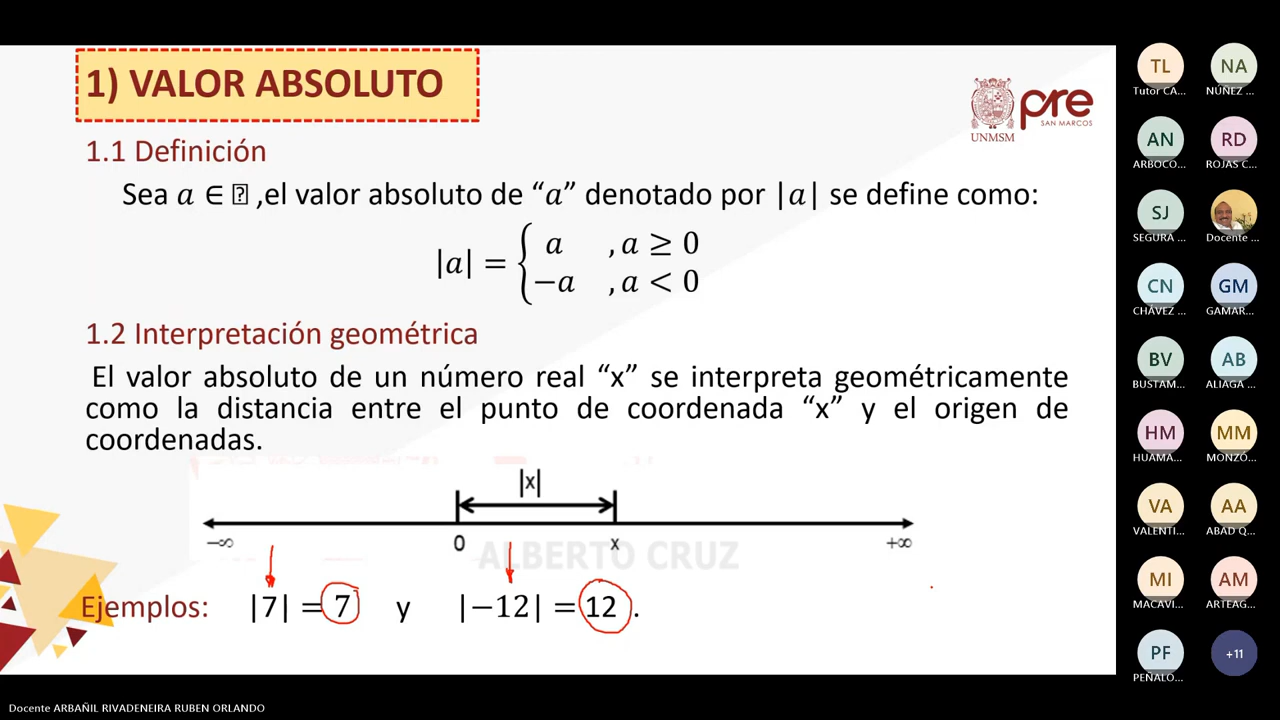 1) VALOR ABSOLUTO
UNMSM
pre
SAN MARCOS
1.1 Definición
Sea a ∈ ⍰ ,el valor absoluto de “a” denotado por |a| se define como:
|a| = { a , a ≥ 0
−a , a < 0
1.2 Interpretación geométrica
El valor absoluto de un número real “x” se interpreta geométricamente
como la distancia entre el punto de coordenada “x” y el origen de
coordenadas.
|x|
−∞ 0 x +∞
ALBERTO CRUZ
Ejemplos: |7| = 7 y |−12| = 12 .
TL NA
Tutor CA... NÚÑEZ ...
AN RD
ARBOCO... ROJAS C...
SJ
SEGURA ... Docente ...
CN GM
CHÁVEZ ... GAMAR...
BV AB
BUSTAM... ALIAGA ...
HM MM
HUAMA... MONZÓ...
VA AA
VALENTI... ABAD Q...
MI AM
MACAVI... ARTEAG...
PF +11
PEÑALO...
Docente ARBAÑIL RIVADENEIRA RUBEN ORLANDO